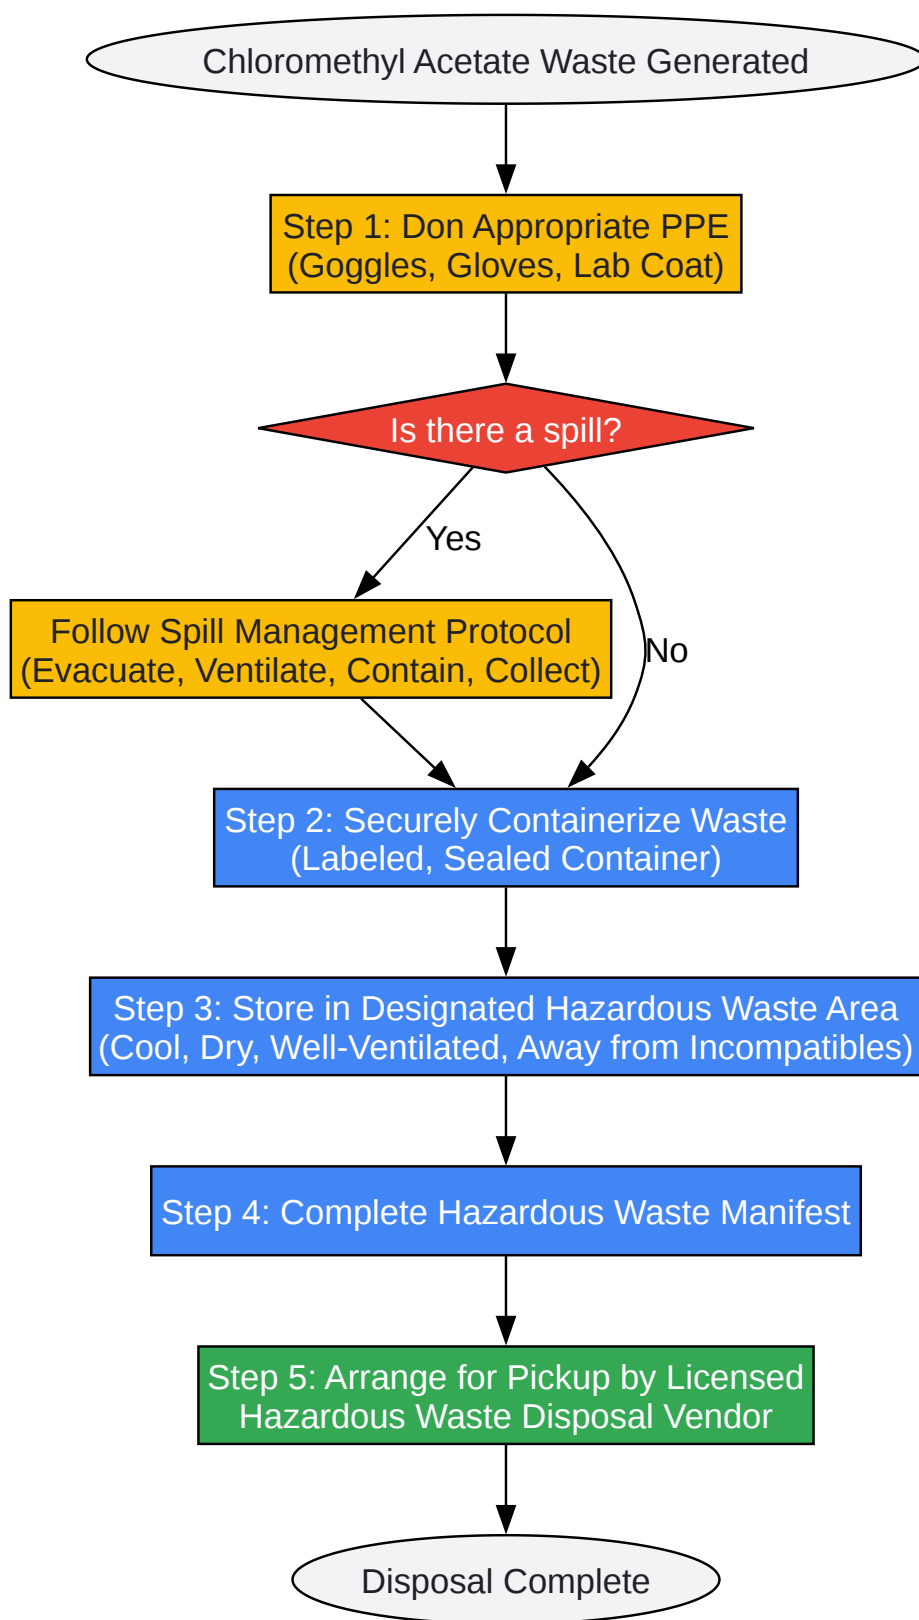 Chloromethyl Acetate Waste Generated
Step 1: Don Appropriate PPE
(Goggles, Gloves, Lab Coat)
Is there a spill?
Yes
Follow Spill Management Protocol
(Evacuate, Ventilate, Contain, Collect)
No
Step 2: Securely Containerize Waste
(Labeled, Sealed Container)
Step 3: Store in Designated Hazardous Waste Area
(Cool, Dry, Well-Ventilated, Away from Incompatibles)
Step 4: Complete Hazardous Waste Manifest
Step 5: Arrange for Pickup by Licensed
Hazardous Waste Disposal Vendor
Disposal Complete